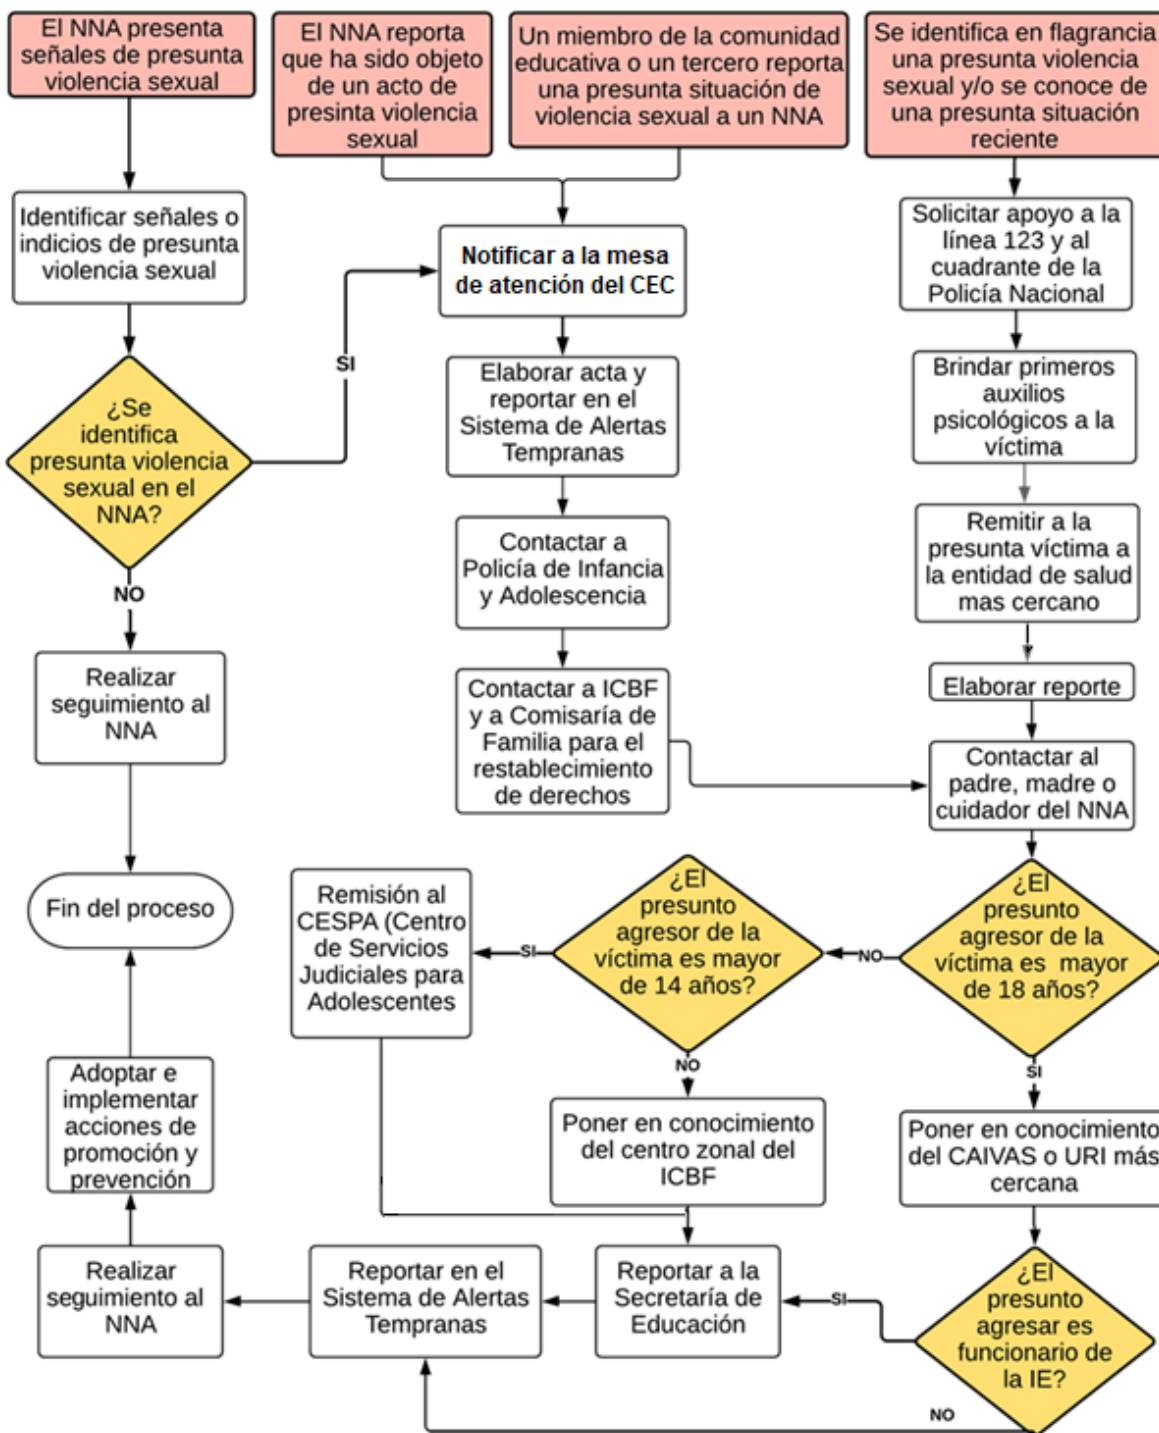 El NNA presenta
señales de presunta
violencia sexual
El NNA reporta
que ha sido objeto
de un acto de
presinta violencia
sexual
Un miembro de la comunidad
educativa o un tercero reporta
una presunta situación de
violencia sexual a un NNA
Se identifica en flagrancia
una presunta violencia
sexual y/o se conoce de
una presunta situación
reciente
Identificar señales o
indicios de presunta
violencia sexual
Notificar a la mesa
de atención del CEC
Solicitar apoyo a la
línea 123 y al
cuadrante de la
Policía Nacional
SI
¿Se
identifica
presunta violencia
sexual en el
NNA?
Elaborar acta y
reportar en el
Sistema de Alertas
Tempranas
Brindar primeros
auxilios
psicológicos a la
víctima
NO
Contactar a
Policía de Infancia
y Adolescencia
Remitir a la
presunta víctima a
la entidad de salud
mas cercano
Realizar
seguimiento al
NNA
Contactar a ICBF
y a Comisaría de
Familia para el
restablecimiento
de derechos
Elaborar reporte
Contactar al
padre, madre o
cuidador del NNA
Fin del proceso
Remisión al
CESPA (Centro
de Servicios
Judiciales para
Adolescentes
SI
¿El
presunto
agresor de la
víctima es mayor
de 14 años?
NO
¿El
presunto
agresor de la
víctima es mayor
de 18 años?
NO
SI
Adoptar e
implementar
acciones de
promoción y
prevención
Poner en conocimiento
del centro zonal del
ICBF
Poner en conocimiento
del CAIVAS o URI más
cercana
Realizar
seguimiento al
NNA
Reportar en el
Sistema de Alertas
Tempranas
Reportar a la
Secretaría de
Educación
SI
¿El
presunto
agresar es
funcionario de
la IE?
NO